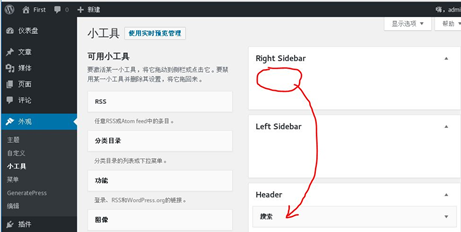 First 0 + 新建 admi
显示选项 ▼ 帮助
仪表盘
文章
媒体
页面
评论
外观
主题
自定义
小工具
菜单
GeneratePress
编辑
插件
小工具 使用实时预览管理
可用小工具
要激活某一小工具，将它拖动到侧栏或点击它。要禁
用某一小工具并删除其设置，将它拖回来。
RSS
任意RSS或Atom feed中的条目。
分类目录
分类目录的列表或下拉菜单。
功能
登录、RSS和WordPress.org的链接。
图像
Right Sidebar
Left Sidebar
Header
搜索